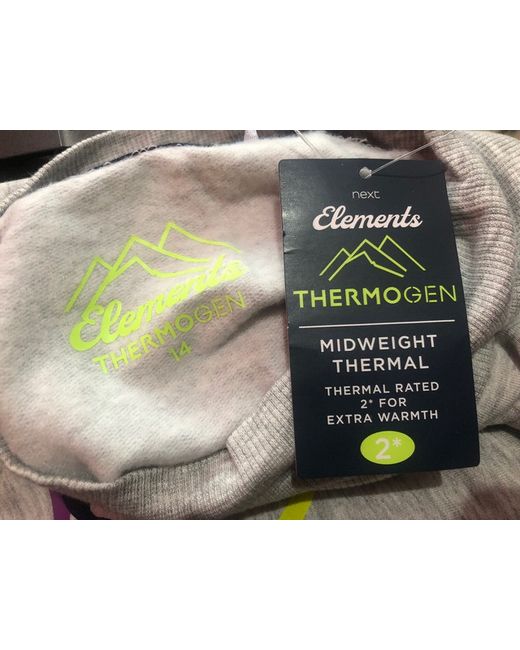 Elements
THERMOGEN
14
next
Elements
THERMOGEN
MIDWEIGHT
THERMAL
THERMAL RATED
2* FOR
EXTRA WARMTH
2*